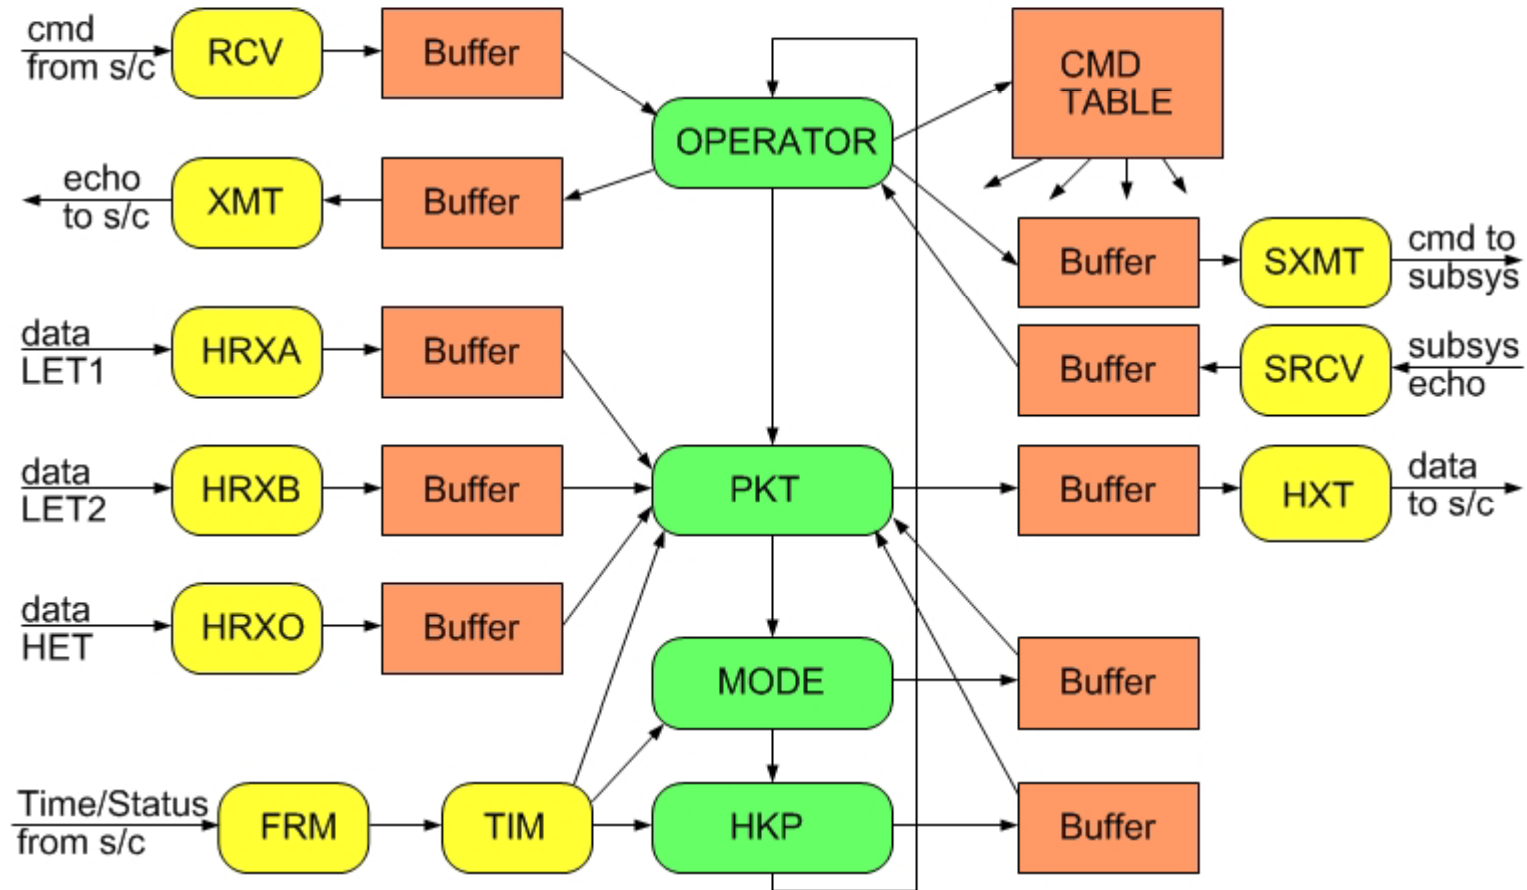 cmd
from s/c
RCV
Buffer
CMD
TABLE
OPERATOR
echo
to s/c
XMT
Buffer
Buffer
SXMT
cmd to
subsys
data
LET1
HRXA
Buffer
Buffer
SRCV
subsys
echo
data
LET2
HRXB
Buffer
PKT
Buffer
HXT
data
to s/c
data
HET
HRXO
Buffer
MODE
Buffer
Time/Status
from s/c
FRM
TIM
HKP
Buffer